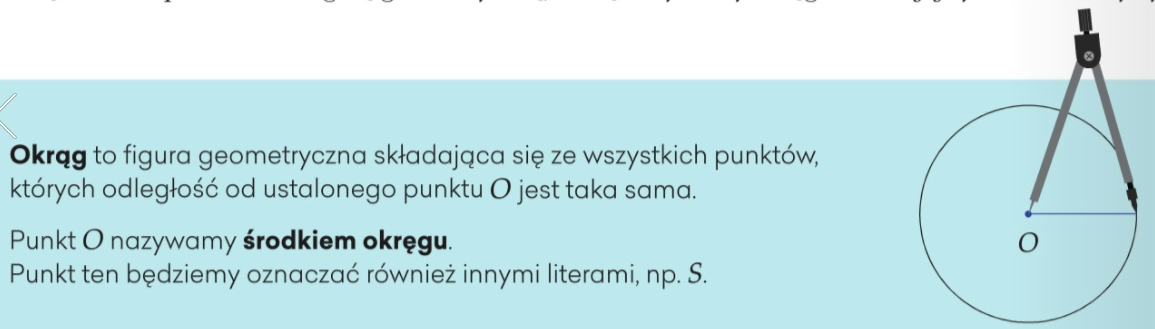 Okrąg to figura geometryczna składająca się ze wszystkich punktów,
których odległość od ustalonego punktu O jest taka sama.
Punkt O nazywamy środkiem okręgu.
Punkt ten będziemy oznaczać również innymi literami, np. S.
O